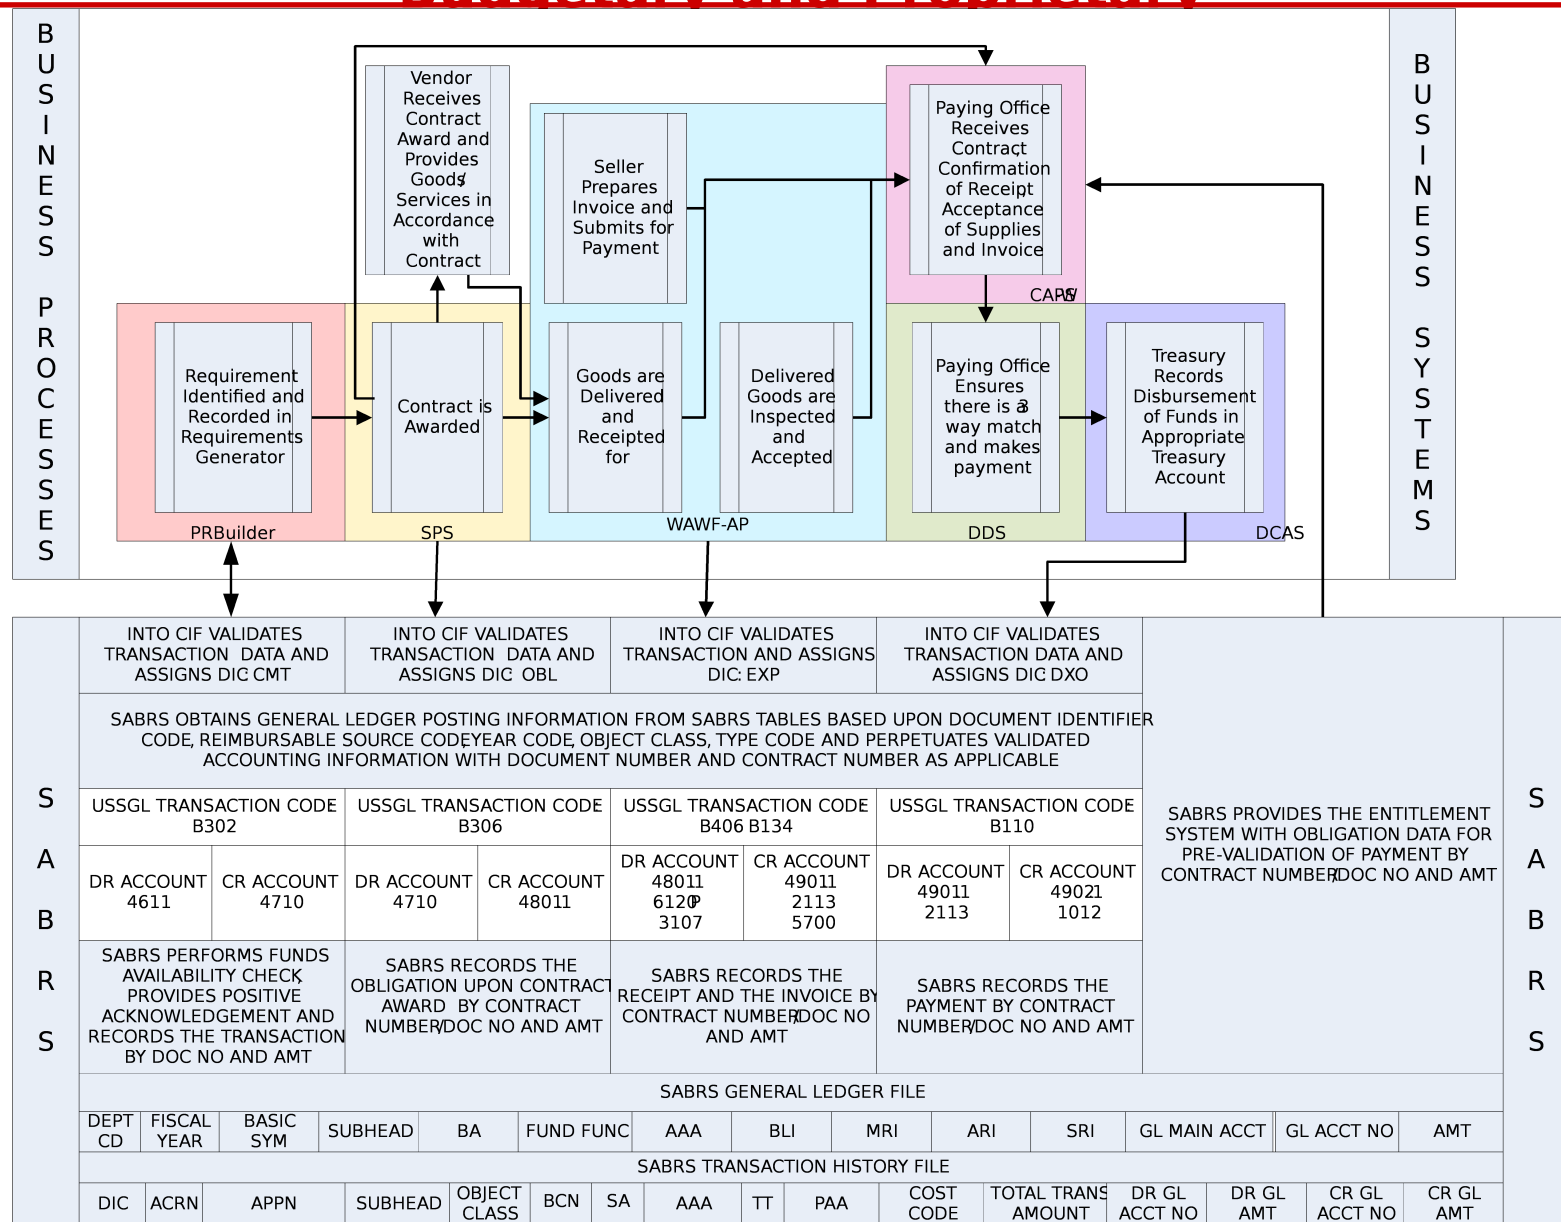 Budgetary and Proprietary
BUSINESS PROCESSES
BUSINESS SYSTEMS
Vendor
Receives
Contract
Award and
Provides
Goods/
Services in
Accordance
with
Contract
Seller
Prepares
Invoice and
Submits for
Payment
Paying Office
Receives
Contract,
Confirmation
of Receipt,
Acceptance
of Supplies
and Invoice
CAPS-W
Requirement
Identified and
Recorded in
Requirements
Generator
PRBuilder
Contract is
Awarded
SPS
Goods are
Delivered
and
Receipted
for
Delivered
Goods are
Inspected
and
Accepted
WAWF-AP
Paying Office
Ensures
there is a 3
way match
and makes
payment
DDS
Treasury
Records
Disbursement
of Funds in
Appropriate
Treasury
Account
DCAS
SABRS
INTO CIF VALIDATES
TRANSACTION DATA AND
ASSIGNS DIC: CMT
INTO CIF VALIDATES
TRANSACTION DATA AND
ASSIGNS DIC: OBL
INTO CIF VALIDATES
TRANSACTION AND ASSIGNS
DIC: EXP
INTO CIF VALIDATES
TRANSACTION DATA AND
ASSIGNS DIC: DXO
SABRS OBTAINS GENERAL LEDGER POSTING INFORMATION FROM SABRS TABLES BASED UPON DOCUMENT IDENTIFIER
CODE, REIMBURSABLE SOURCE CODE, YEAR CODE, OBJECT CLASS, TYPE CODE AND PERPETUATES VALIDATED
ACCOUNTING INFORMATION WITH DOCUMENT NUMBER AND CONTRACT NUMBER AS APPLICABLE
USSGL TRANSACTION CODE
B302
USSGL TRANSACTION CODE
B306
USSGL TRANSACTION CODE
B406 B134
USSGL TRANSACTION CODE
B110
DR ACCOUNT
4611
CR ACCOUNT
4710
DR ACCOUNT
4710
CR ACCOUNT
48011
DR ACCOUNT
48011
6120P
3107
CR ACCOUNT
49011
2113
5700
DR ACCOUNT
49011
2113
CR ACCOUNT
49021
1012
SABRS PERFORMS FUNDS
AVAILABILITY CHECK,
PROVIDES POSITIVE
ACKNOWLEDGEMENT AND
RECORDS THE TRANSACTION
BY DOC NO AND AMT
SABRS RECORDS THE
OBLIGATION UPON CONTRACT
AWARD BY CONTRACT
NUMBER/DOC NO AND AMT
SABRS RECORDS THE
RECEIPT AND THE INVOICE BY
CONTRACT NUMBER/DOC NO
AND AMT
SABRS RECORDS THE
PAYMENT BY CONTRACT
NUMBER/DOC NO AND AMT
SABRS PROVIDES THE ENTITLEMENT
SYSTEM WITH OBLIGATION DATA FOR
PRE-VALIDATION OF PAYMENT BY
CONTRACT NUMBER/DOC NO AND AMT
SABRS
SABRS GENERAL LEDGER FILE
DEPT CD FISCAL YEAR BASIC SYM SUBHEAD BA FUND FUNC AAA BLI MRI ARI SRI GL MAIN ACCT GL ACCT NO AMT
SABRS TRANSACTION HISTORY FILE
DIC ACRN APPN SUBHEAD OBJECT CLASS BCN SA AAA TT PAA COST CODE TOTAL TRANS AMOUNT DR GL ACCT NO DR GL AMT CR GL ACCT NO CR GL AMT